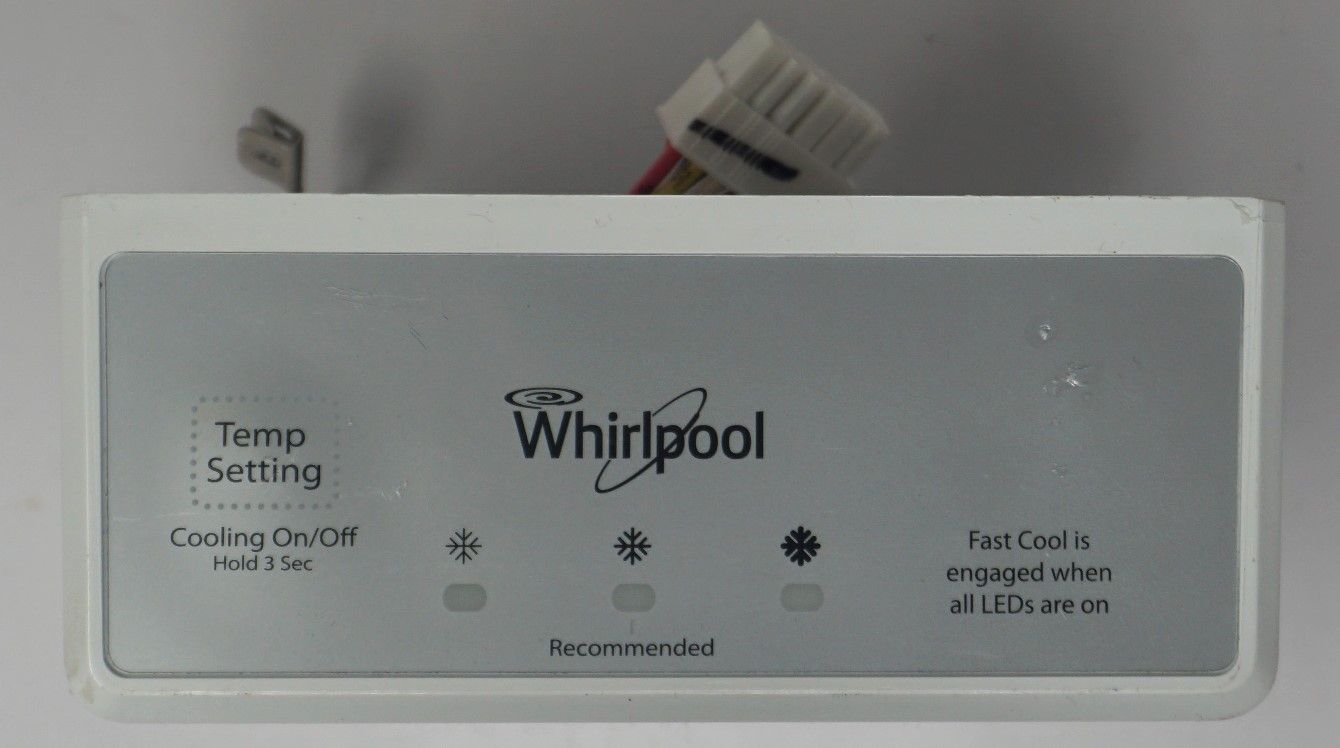 Whirlpool
Temp
Setting
Cooling On/Off
Hold 3 Sec
Recommended
Fast Cool is
engaged when
all LEDs are on